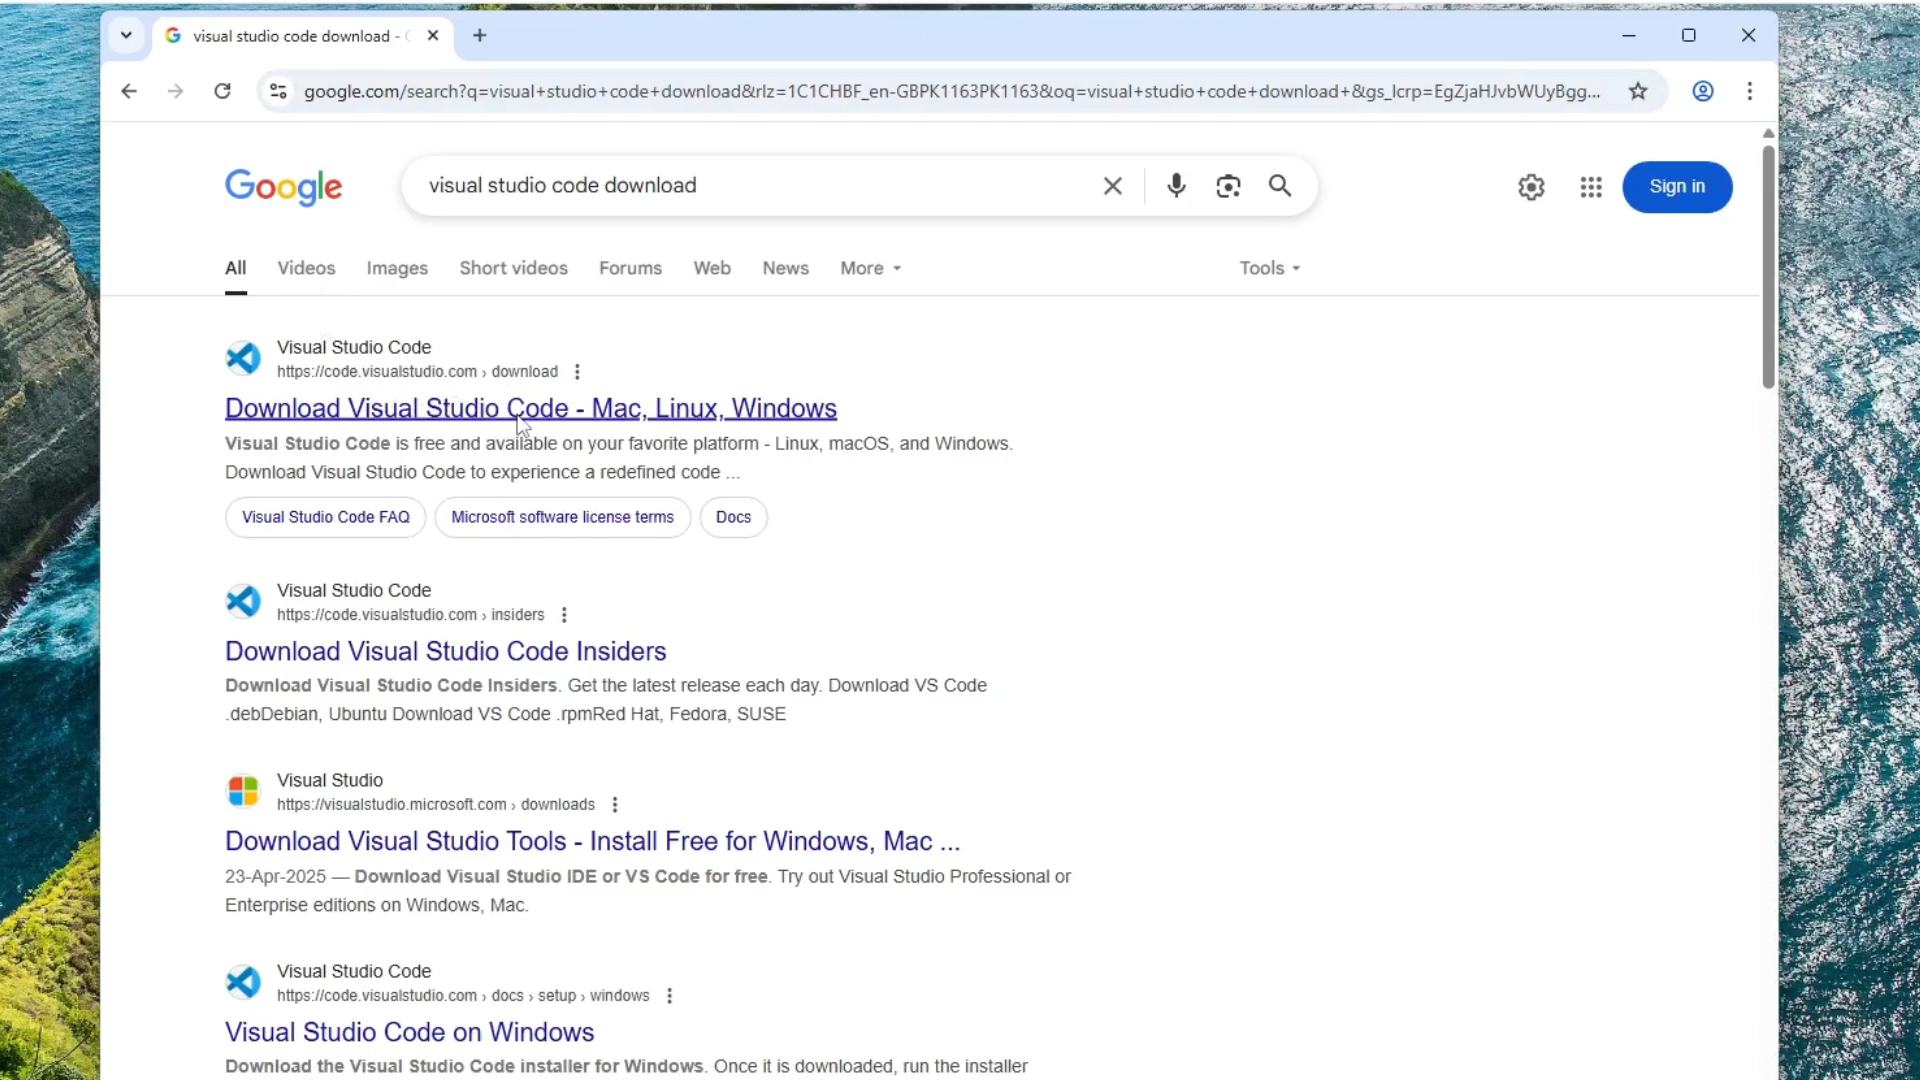 visual studio code download -
google.com/search?q=visual+studio+code+download&rlz=1C1CHBF_en-GBPK1163PK1163&oq=visual+studio+code+download+&gs_lcrp=EgZjaHJvbWUyBgg...
Google
visual studio code download
Sign in
All Videos Images Short videos Forums Web News More Tools
Visual Studio Code
https://code.visualstudio.com › download
Download Visual Studio Code - Mac, Linux, Windows
Visual Studio Code is free and available on your favorite platform - Linux, macOS, and Windows.
Download Visual Studio Code to experience a redefined code ...
Visual Studio Code FAQ Microsoft software license terms Docs
Visual Studio Code
https://code.visualstudio.com › insiders
Download Visual Studio Code Insiders
Download Visual Studio Code Insiders. Get the latest release each day. Download VS Code
.debDebian, Ubuntu Download VS Code .rpmRed Hat, Fedora, SUSE
Visual Studio
https://visualstudio.microsoft.com › downloads
Download Visual Studio Tools - Install Free for Windows, Mac ...
23-Apr-2025 — Download Visual Studio IDE or VS Code for free. Try out Visual Studio Professional or
Enterprise editions on Windows, Mac.
Visual Studio Code
https://code.visualstudio.com › docs › setup › windows
Visual Studio Code on Windows
Download the Visual Studio Code installer for Windows. Once it is downloaded, run the installer